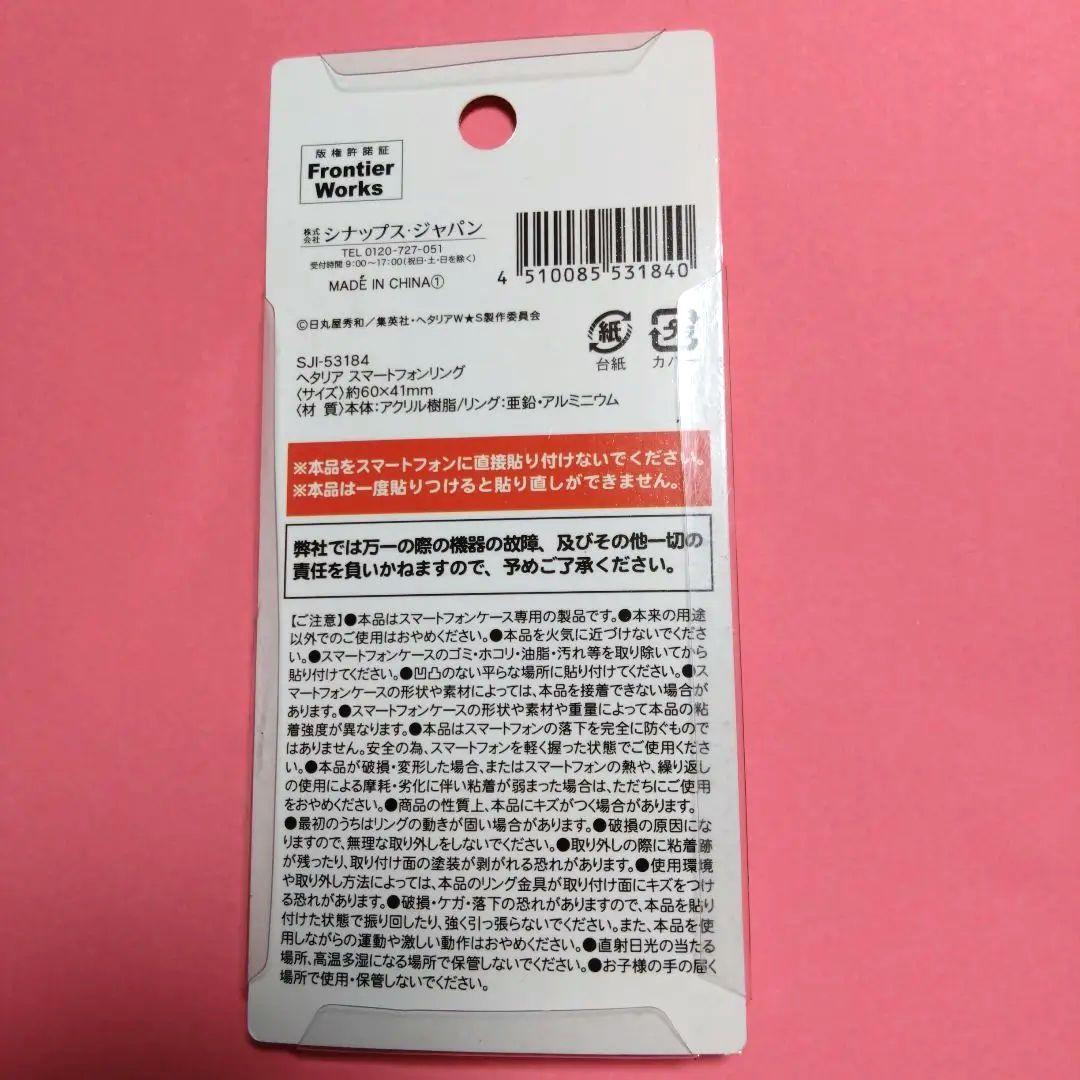 版権許諾証
Frontier
Works
株式会社 シナップス・ジャパン
TEL 0120-727-051
受付時間 9:00〜17:00(祝日・土・日を除く)
MADE IN CHINA①
4 510085 531840
©日丸屋秀和/集英社・ヘタリアW★S製作委員会
紙
台紙
プラ
カバー
SJI-53184
ヘタリア スマートフォンリング
〈サイズ〉約60×41mm
〈材 質〉本体:アクリル樹脂/リング:亜鉛・アルミニウム
※本品をスマートフォンに直接貼り付けないでください。
※本品は一度貼りつけると貼り直しができません。
弊社では万一の際の機器の故障、及びその他一切の
責任を負いかねますので、予めご了承ください。
【ご注意】●本品はスマートフォンケース専用の製品です。●本来の用途
以外でのご使用はおやめください。●本品を火気に近づけないでくださ
い。●スマートフォンケースのゴミ・ホコリ・油脂・汚れ等を取り除いてから
貼り付けてください。●凹凸のない平らな場所に貼り付けてください。●ス
マートフォンケースの形状や素材によっては、本品を接着できない場合が
あります。●スマートフォンケースの形状や素材や重量によって本品の粘
着強度が異なります。●本品はスマートフォンの落下を完全に防ぐもので
はありません。安全の為、スマートフォンを軽く握った状態でご使用くださ
い。●本品が破損・変形した場合、またはスマートフォンの熱や、繰り返し
の使用による摩耗・劣化に伴い粘着が弱まった場合は、ただちにご使用
をおやめください。●商品の性質上、本品にキズがつく場合があります。
●最初のうちはリングの動きが固い場合があります。●破損の原因にな
りますので、無理な取り外しをしないでください。●取り外しの際に粘着跡
が残ったり、取り付け面の塗装が剥がれる恐れがあります。●使用環境
や取り外し方法によっては、本品のリング金具が取り付け面にキズをつけ
る恐れがあります。●破損・ケガ・落下の恐れがありますので、本品を貼り
付けた状態で振り回したり、強く引っ張らないでください。また、本品を使
用しながらの運動や激しい動作はおやめください。●直射日光の当たる
場所、高温多湿になる場所で保管しないでください。●お子様の手の届く
場所で使用・保管しないでください。